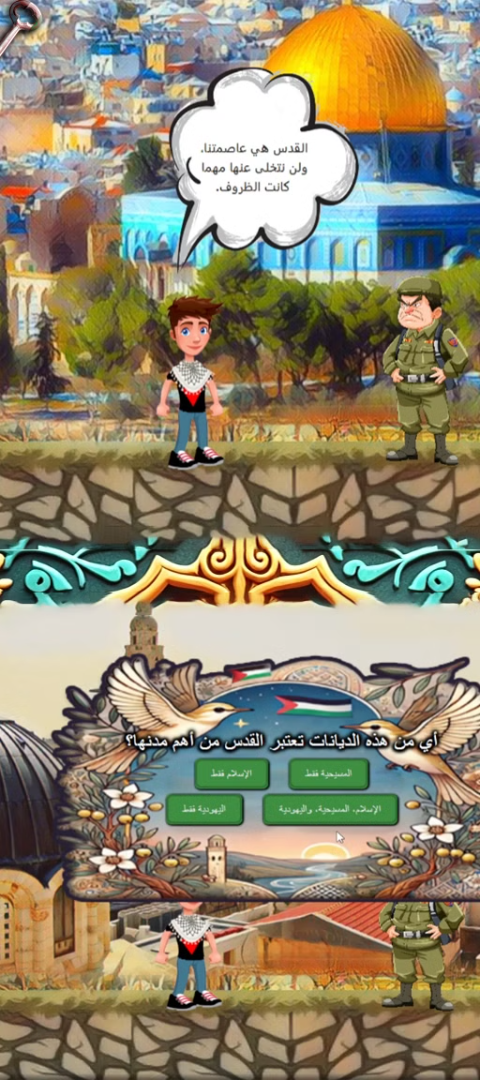 القدس هي عاصمتنا،
ولن نتخلى عنها مهما
كانت الظروف.
أي من هذه الديانات تعتبر القدس من أهم مدنها؟
الإسلام فقط
المسيحية فقط
اليهودية فقط
الإسلام، المسيحية، واليهودية